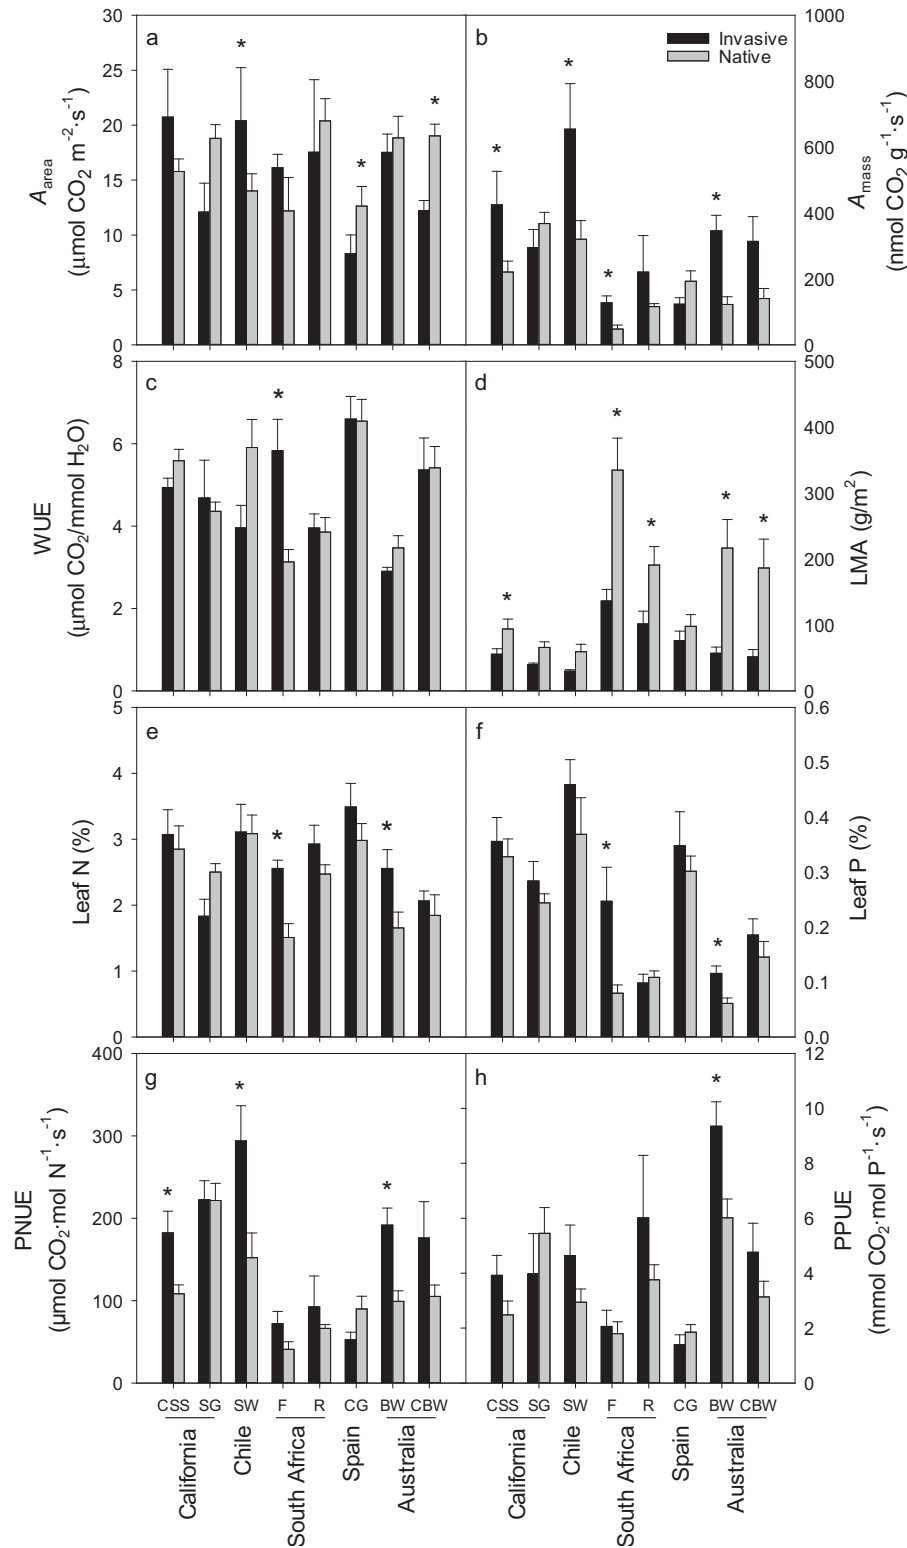 a
b
Invasive
Native
30
25
20
15
10
5
0
A area
(μmol CO2 m−2·s−1)
1000
800
600
400
200
0
A mass
(nmol CO2 g−1·s−1)
* * *
* * * *
c
d
8
6
4
2
0
WUE
(μmol CO2/mmol H2O)
500
400
300
200
100
0
LMA (g/m2)
*
* * * * *
e
f
5
4
3
2
1
0
Leaf N (%)
0.6
0.5
0.4
0.3
0.2
0.1
0.0
Leaf P (%)
* *
* *
g
h
400
300
200
100
0
PNUE
(μmol CO2·mol N−1·s−1)
12
10
8
6
4
2
0
PPUE
(mmol CO2·mol P−1·s−1)
* * *
*
CSS SG SW F R CG BW CBW
California Chile South Africa Spain Australia
CSS SG SW F R CG BW CBW
California Chile South Africa Spain Australia